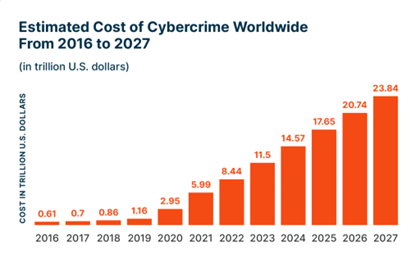 Estimated Cost of Cybercrime Worldwide
From 2016 to 2027
(in trillion U.S. dollars)
COST IN TRILLION U.S. DOLLARS
0.61 0.7 0.86 1.16 2.95 5.99 8.44 11.5 14.57 17.65 20.74 23.84
2016 2017 2018 2019 2020 2021 2022 2023 2024 2025 2026 2027